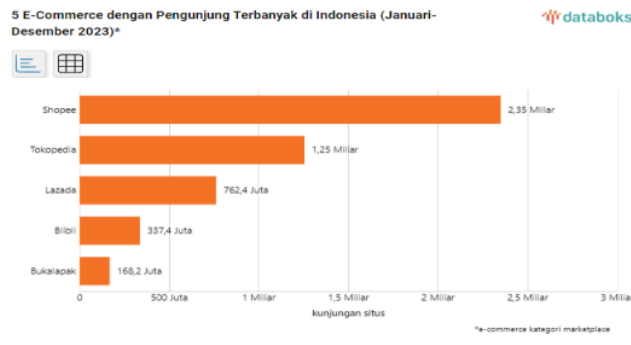 5 E-Commerce dengan Pengunjung Terbanyak di Indonesia (Januari-
Desember 2023)*
databoks
Shopee 2,35 Miliar
Tokopedia 1,25 Miliar
Lazada 762,4 Juta
Blibli 337,4 Juta
Bukalapak 168,2 Juta
0 500 Juta 1 Miliar 1,5 Miliar 2 Miliar 2,5 Miliar 3 Milia
kunjungan situs
*e-commerce kategori marketplace